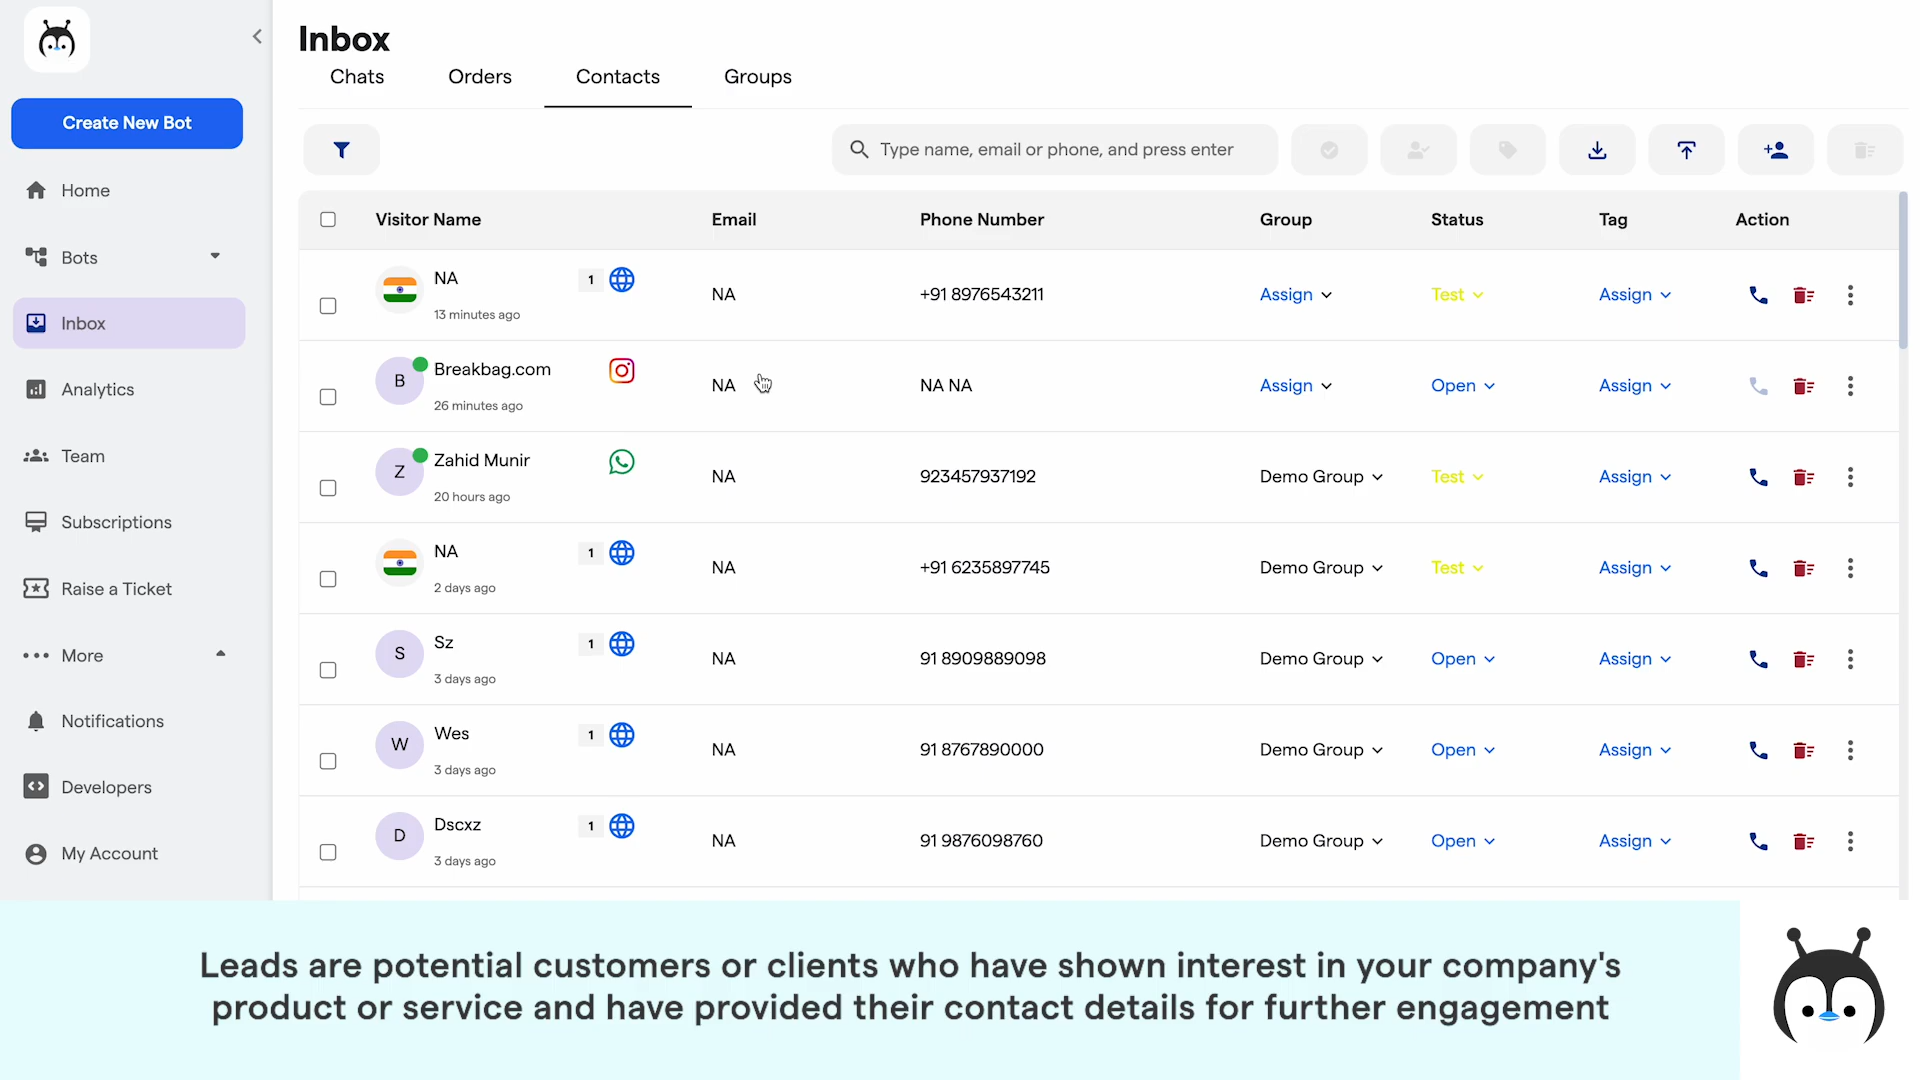 Inbox
Chats Orders Contacts Groups
Create New Bot
Home
Bots
Inbox
Analytics
Team
Subscriptions
Raise a Ticket
More
Notifications
Developers
My Account
Type name, email or phone, and press enter
Visitor Name Email Phone Number Group Status Tag Action
NA 1 NA +91 8976543211 Assign Test Assign
13 minutes ago
B Breakbag.com NA NA NA Assign Open Assign
26 minutes ago
Z Zahid Munir NA 923457937192 Demo Group Test Assign
20 hours ago
NA 1 NA +91 6235897745 Demo Group Test Assign
2 days ago
S Sz 1 NA 91 8909889098 Demo Group Open Assign
3 days ago
W Wes 1 NA 91 8767890000 Demo Group Open Assign
3 days ago
D Dscxz 1 NA 91 9876098760 Demo Group Open Assign
3 days ago
Leads are potential customers or clients who have shown interest in your company's
product or service and have provided their contact details for further engagement